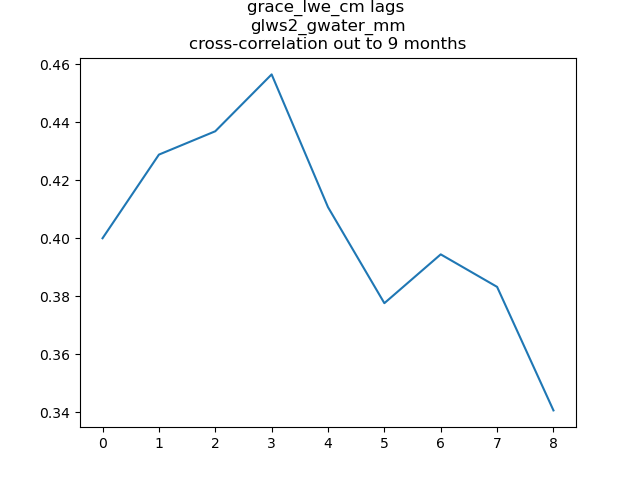 grace_lwe_cm lags
glws2_gwater_mm
cross-correlation out to 9 months
0.46
0.44
0.42
0.40
0.38
0.36
0.34
0 1 2 3 4 5 6 7 8